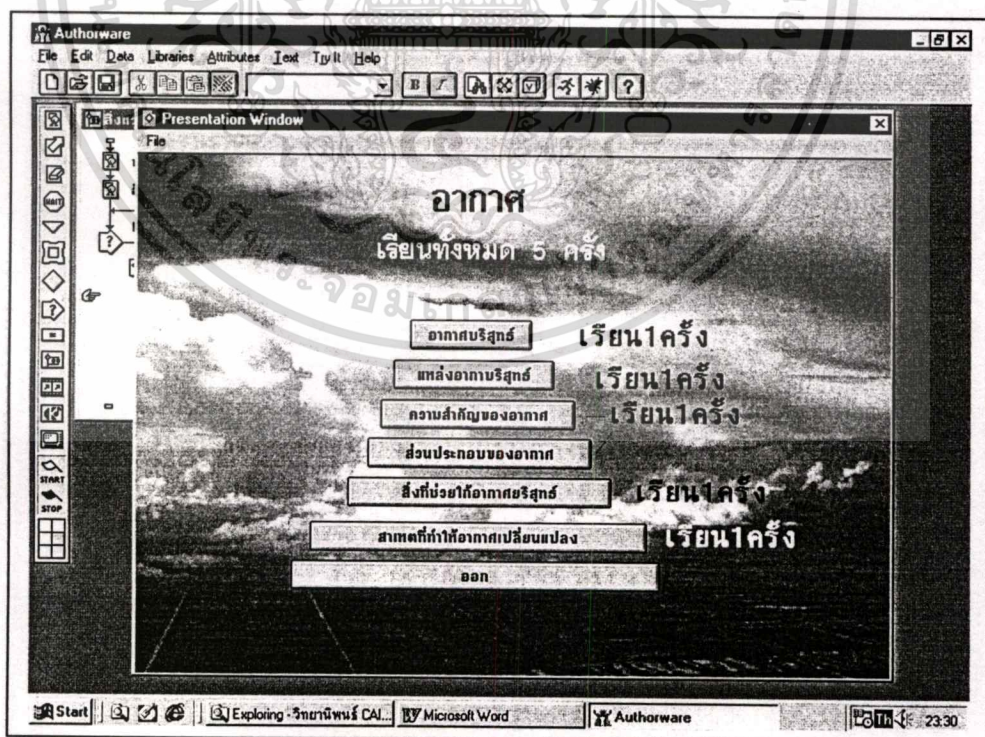 Authorware
File Edit Data Libraries Attributes Text Try It Help
B I ?
Presentation Window
File
อากาศ
เรียนทั้งหมด 5 ครั้ง
อากาศบริสุทธิ์ เรียน1ครั้ง
แหล่งอากาบริสุทธ์ เรียน1ครั้ง
ความสำคัญของอากาศ เรียน1ครั้ง
ส่วนประกอบของอากาศ
สิ่งที่ช่วยให้อากาศบริสุทธ์ เรียน1ครั้ง
สาเหตที่ทำให้อากาศเปลี่ยนแปลง เรียน1ครั้ง
ออก
WAIT
START
STOP
Start Exploring - วิทยานิพนธ์ CAI... Microsoft Word Authorware Th 23:30